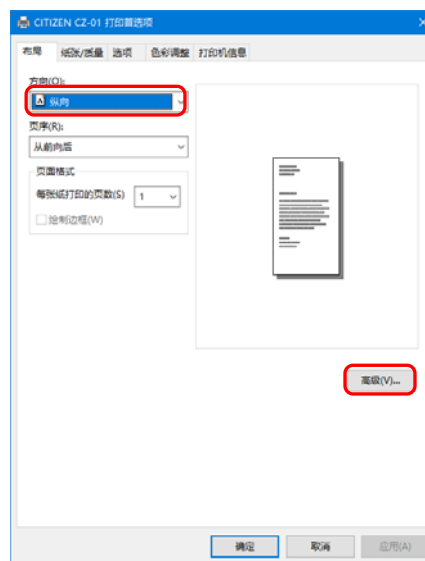 CITIZEN CZ-01 打印首选项
布局 纸张/质量 选项 色彩调整 打印机信息
方向(O):
A 纵向
页序(R):
从前向后
页面格式
每张纸打印的页数(S) 1
绘制边框(W)
高级(V)...
确定 取消 应用(A)